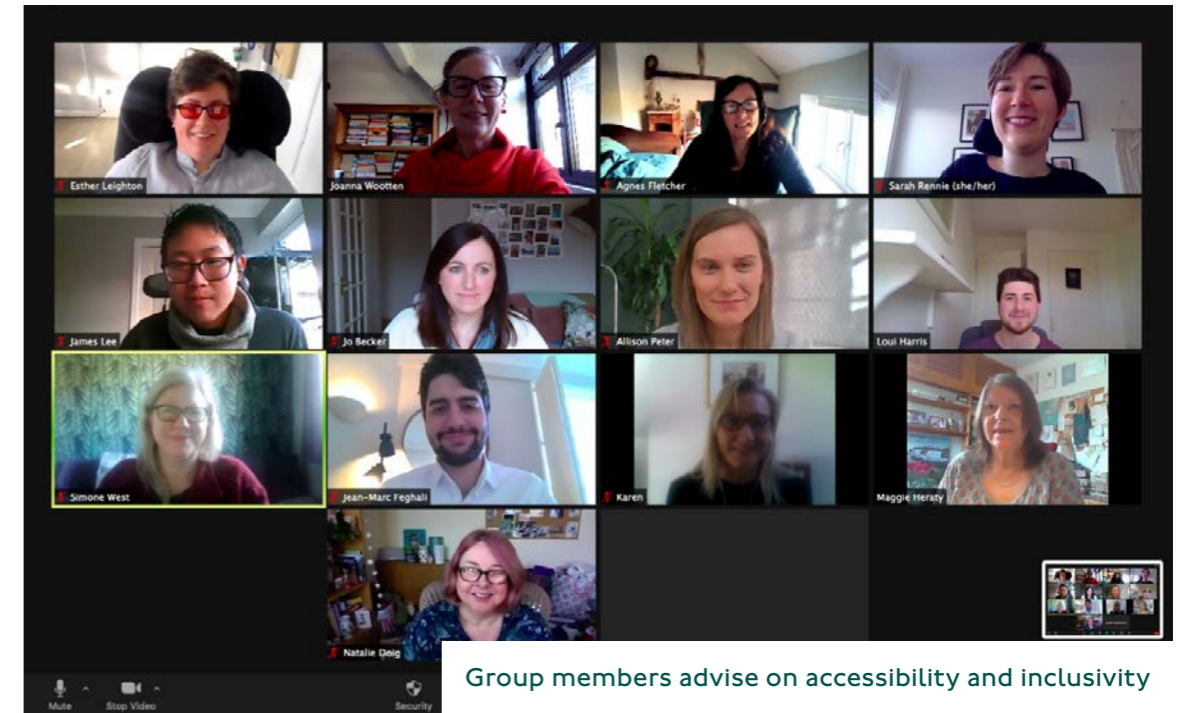 Esther Leighton
Joanna Wootten
Agnes Fletcher
Sarah Rennie (she/her)
James Lee
Jo Becker
Allison Peter
Loui Harris
Simone West
Jean-Marc Feghali
Karen
Maggie Heraty
Natalie Doig
Mute
Stop Video
Security
Group members advise on accessibility and inclusivity